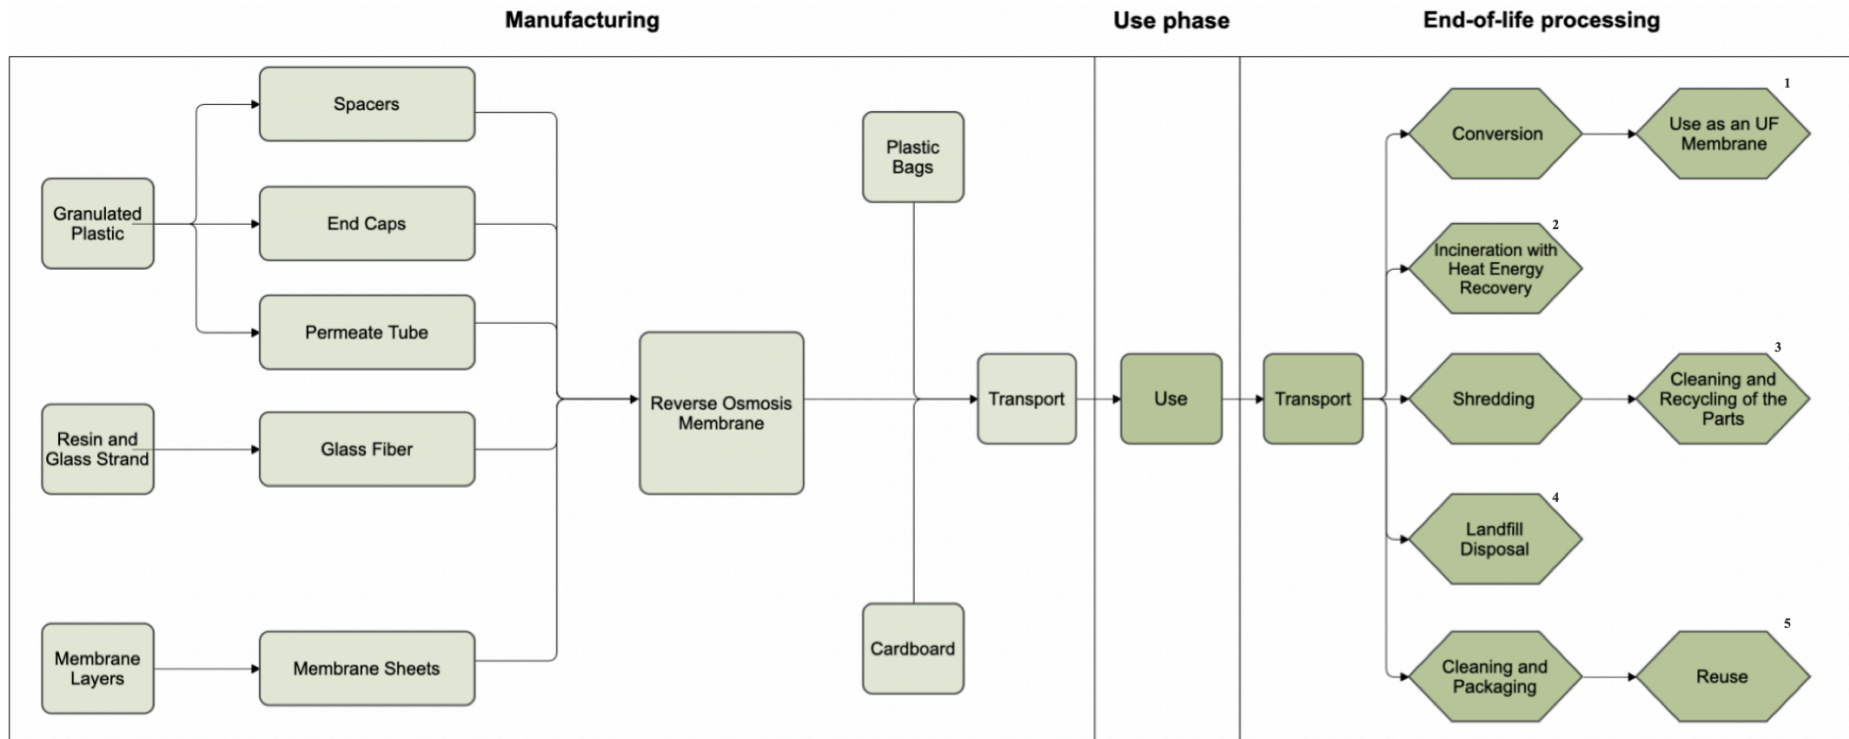 Manufacturing
Use phase
End-of-life processing
Spacers
End Caps
Permeate Tube
Glass Fiber
Membrane Sheets
Granulated
Plastic
Resin and
Glass Strand
Membrane
Layers
Reverse Osmosis
Membrane
Plastic
Bags
Cardboard
Transport
Use
Transport
Conversion
1
Use as an UF
Membrane
2
Incineration with
Heat Energy
Recovery
Shredding
3
Cleaning and
Recycling of the
Parts
4
Landfill
Disposal
Cleaning and
Packaging
5
Reuse